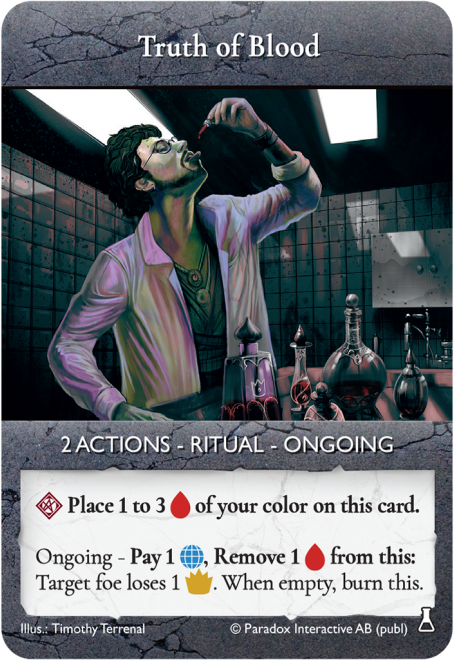 Truth of Blood
2 ACTIONS - RITUAL - ONGOING
Place 1 to 3 of your color on this card.
Ongoing - Pay 1 , Remove 1 from this:
Target foe loses 1 . When empty, burn this.
Illus.: Timothy Terrenal © Paradox Interactive AB (publ)